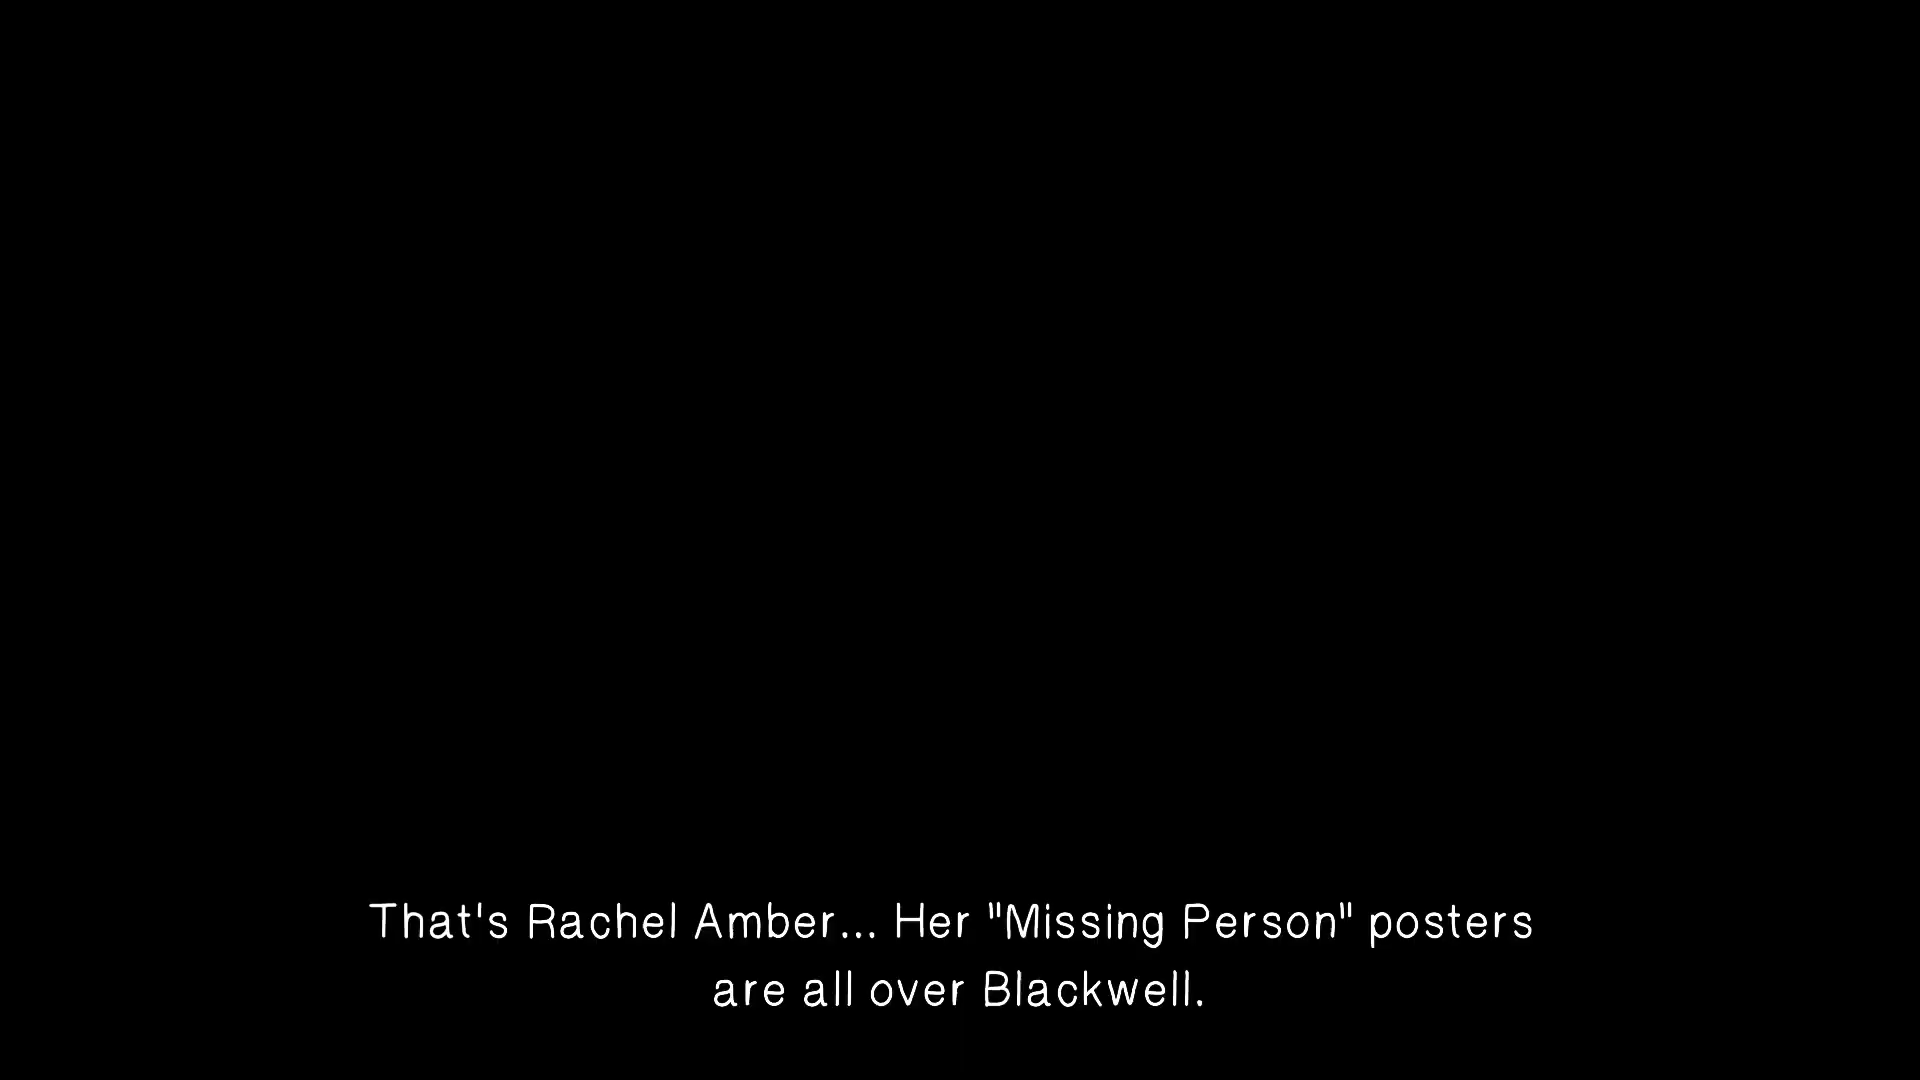 That's Rachel Amber... Her "Missing Person" posters
are all over Blackwell.